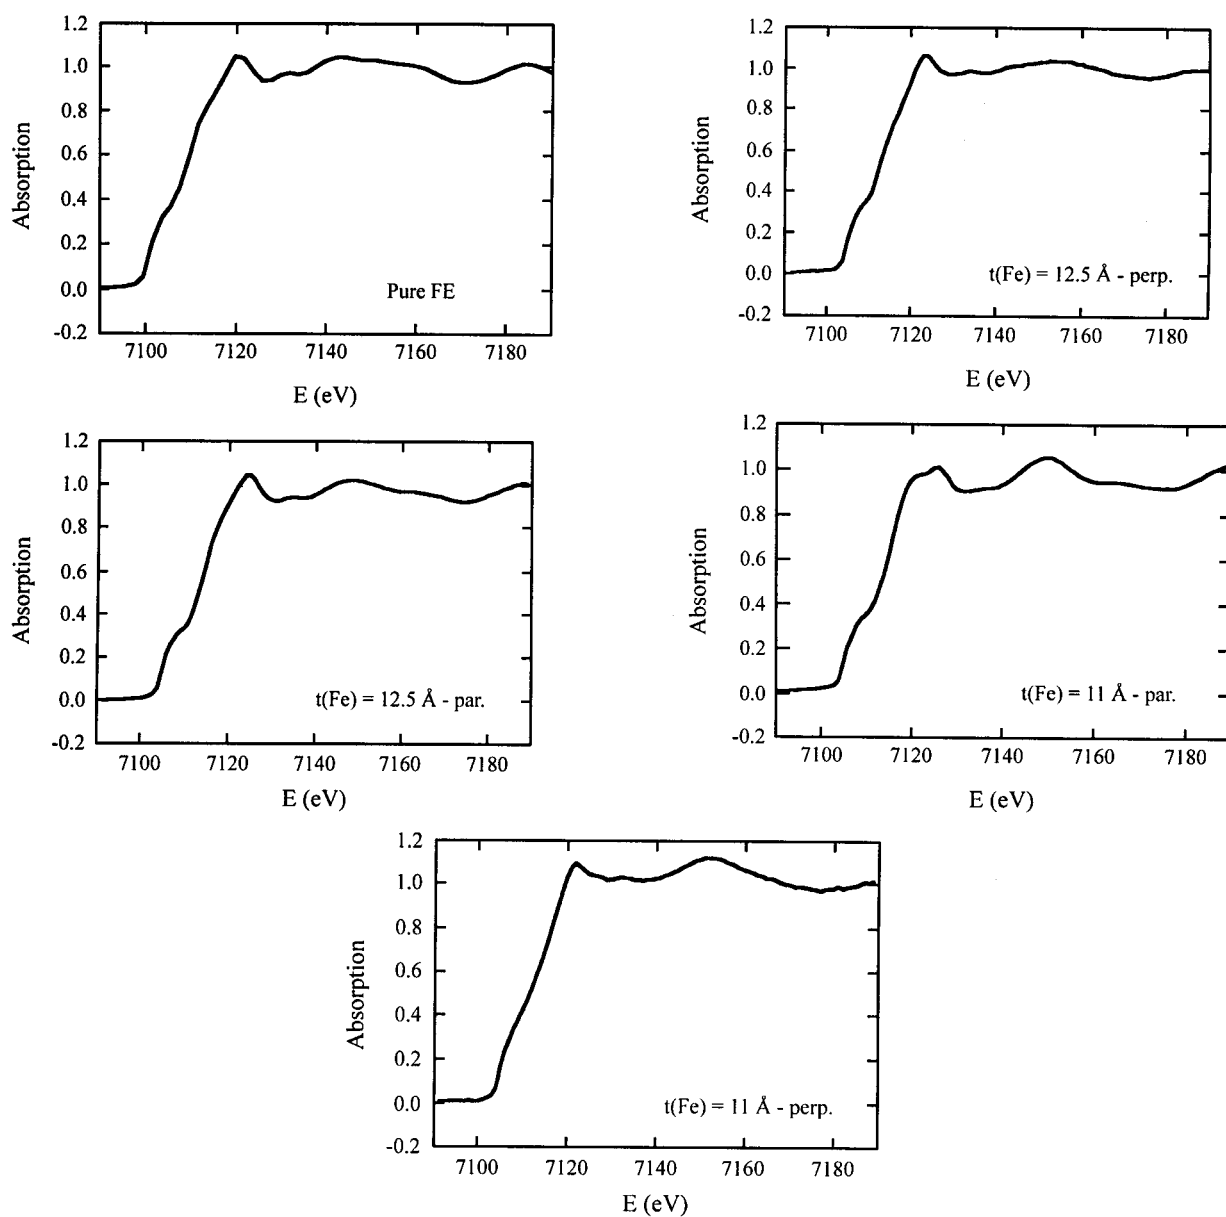 1.2
1.0
0.8
0.6
0.4
0.2
0.0
-0.2
Absorption
Pure FE
7100 7120 7140 7160 7180
E (eV)
1.2
1.0
0.8
0.6
0.4
0.2
0.0
-0.2
Absorption
t(Fe) = 12.5 Å - perp.
7100 7120 7140 7160 7180
E (eV)
1.2
1.0
0.8
0.6
0.4
0.2
0.0
-0.2
Absorption
t(Fe) = 12.5 Å - par.
7100 7120 7140 7160 7180
E (eV)
1.2
1.0
0.8
0.6
0.4
0.2
0.0
-0.2
Absorption
t(Fe) = 11 Å - par.
7100 7120 7140 7160 7180
E (eV)
1.2
1.0
0.8
0.6
0.4
0.2
0.0
-0.2
Absorption
t(Fe) = 11 Å - perp.
7100 7120 7140 7160 7180
E (eV)